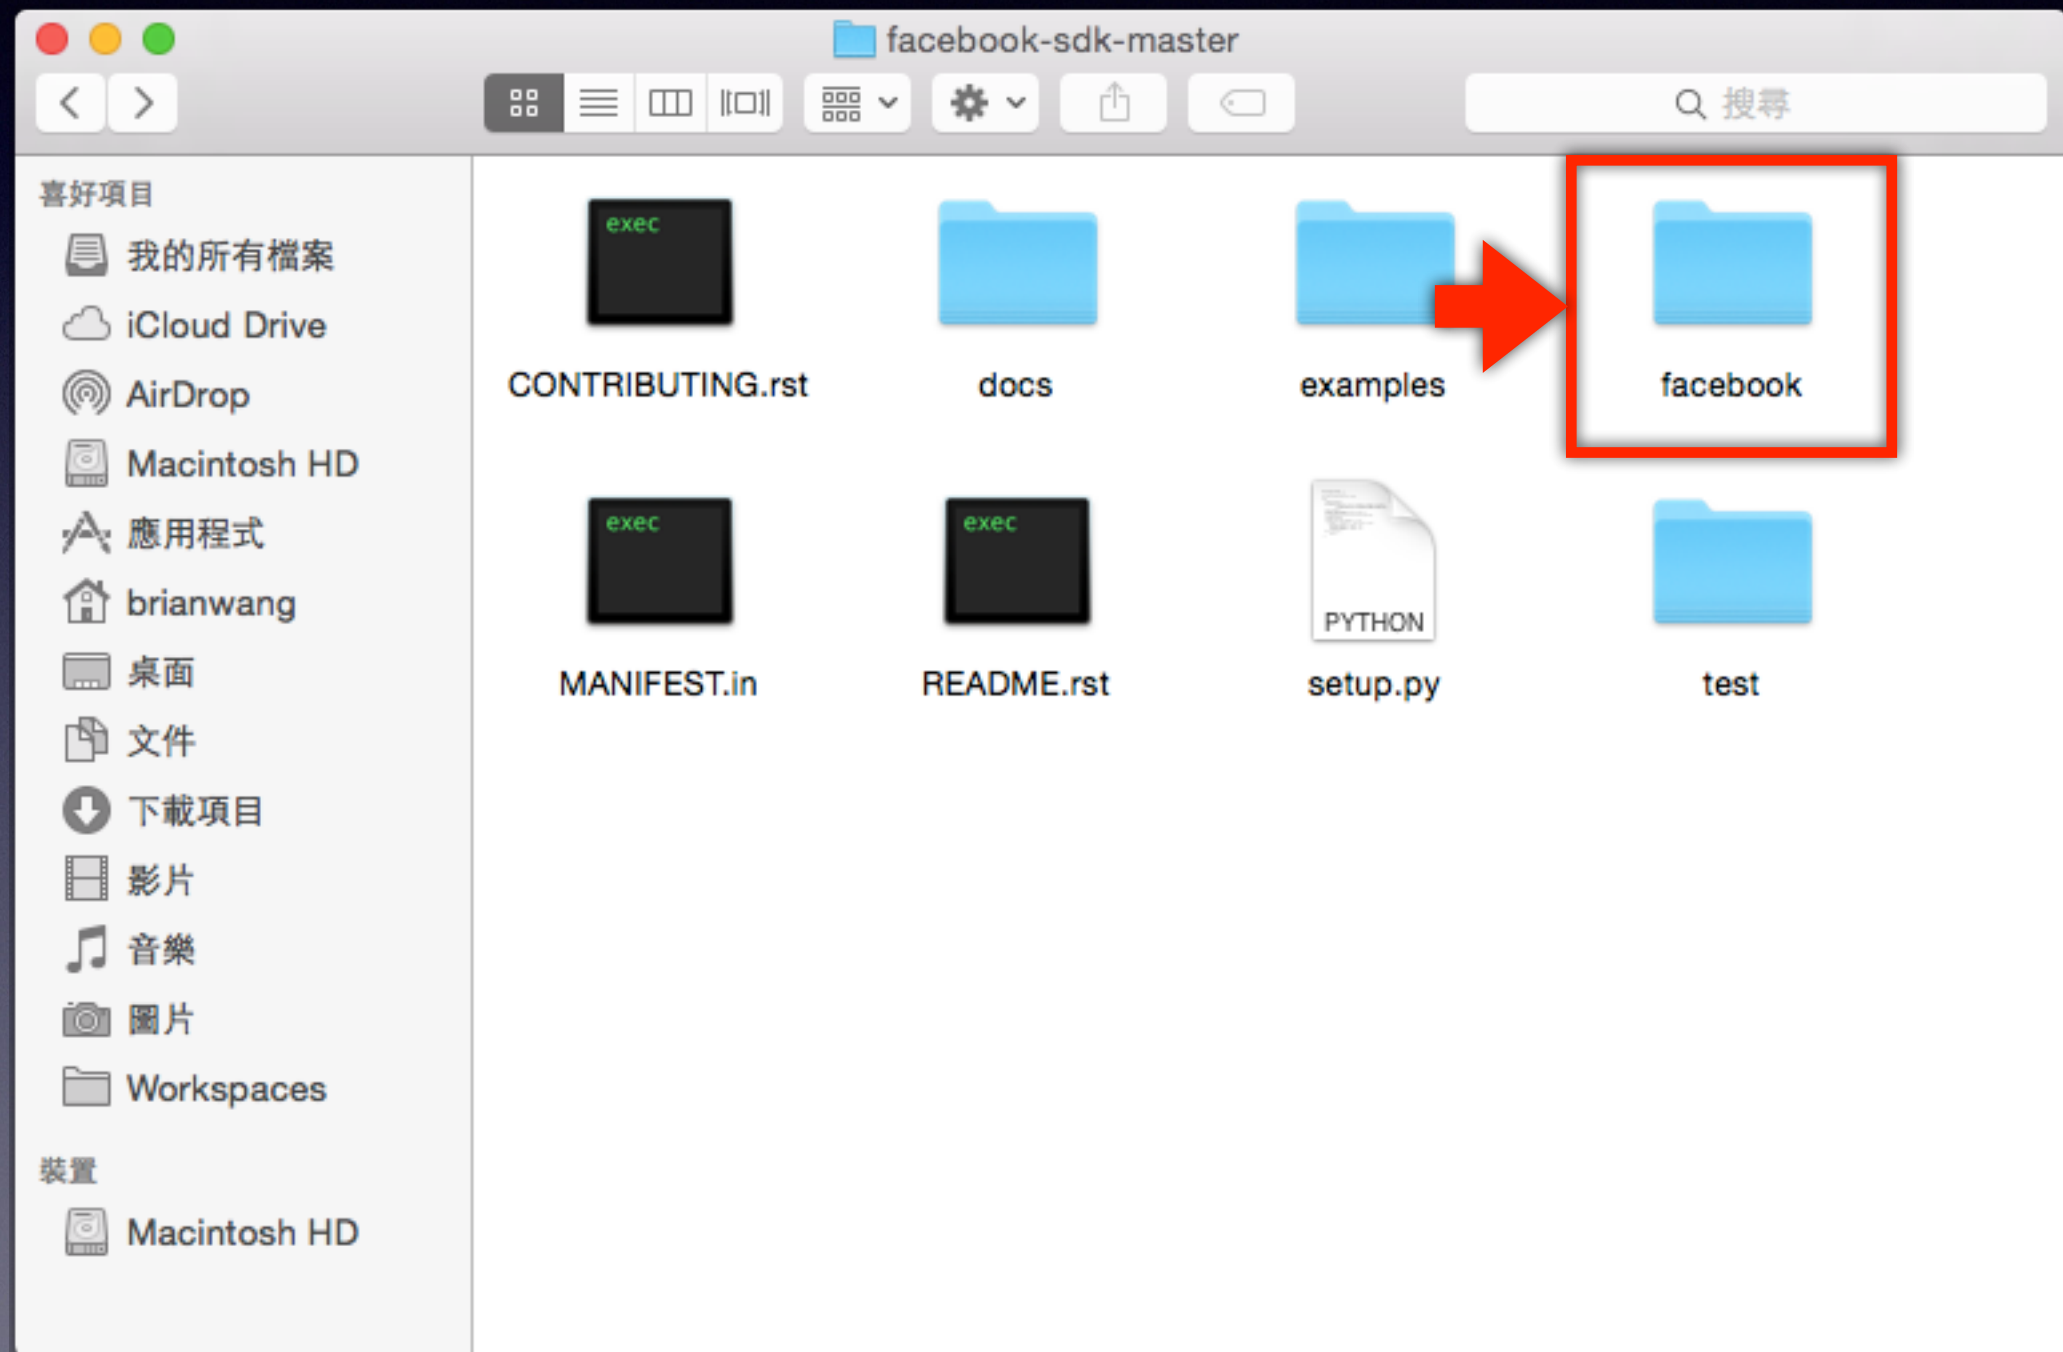 facebook-sdk-master
搜尋
喜好項目
我的所有檔案
iCloud Drive
AirDrop
Macintosh HD
應用程式
brianwang
桌面
文件
下載項目
影片
音樂
圖片
Workspaces
裝置
Macintosh HD
exec
CONTRIBUTING.rst
docs
examples
facebook
exec
exec
PYTHON
MANIFEST.in
README.rst
setup.py
test